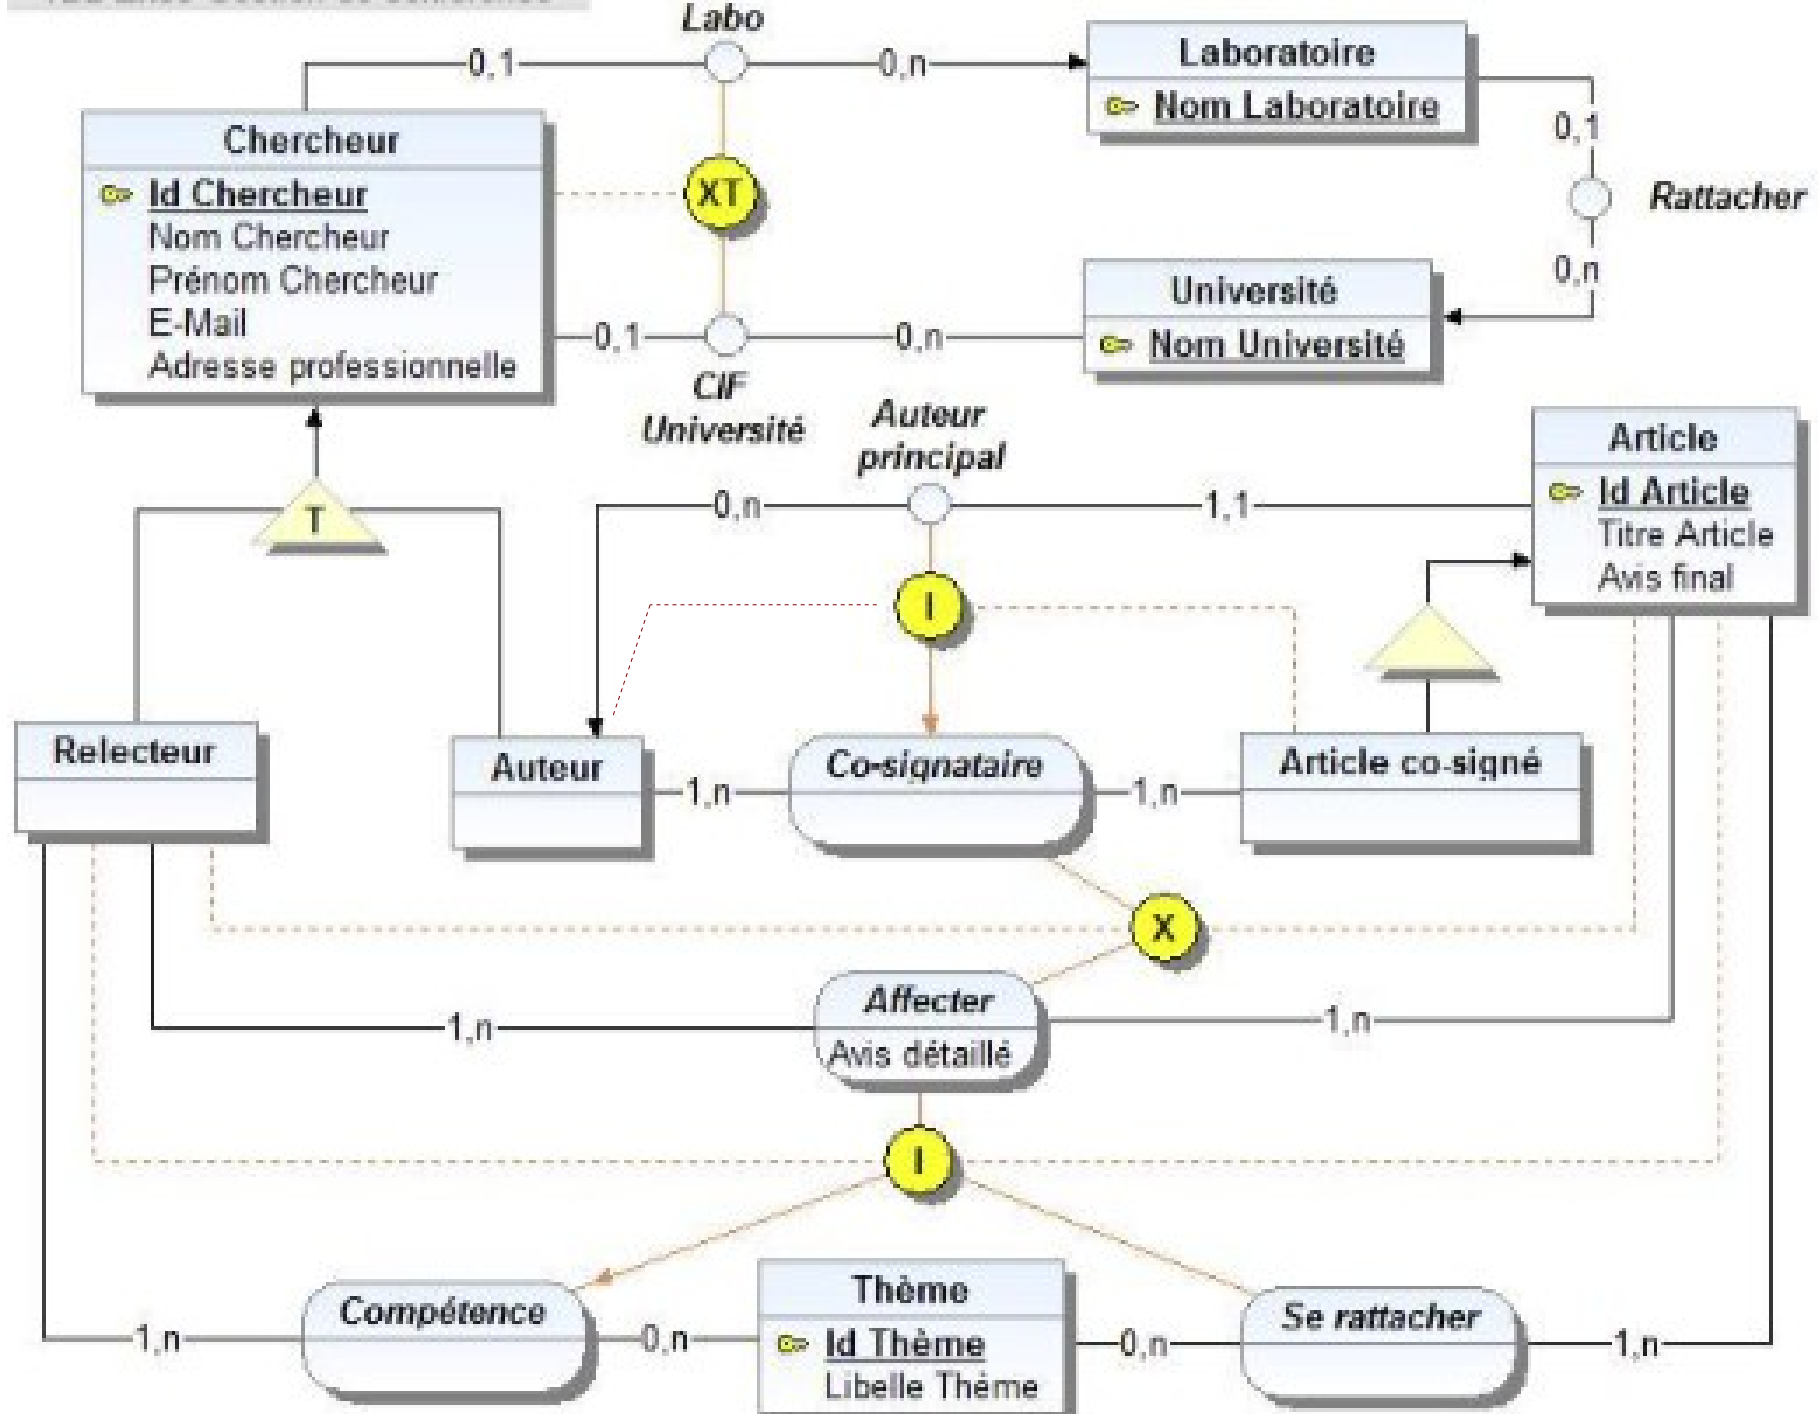 Labo
0,1
0,n
Laboratoire
Nom Laboratoire
0,1
Chercheur
Id Chercheur
Nom Chercheur
Prénom Chercheur
E-Mail
Adresse professionnelle
XT
Rattacher
0,n
Université
Nom Université
0,1
0,n
CIF
Université
Auteur
principal
Article
Id Article
Titre Article
Avis final
0,n
1,1
T
I
Relecteur
Auteur
Co-signataire
Article co-signé
1,n
1,n
X
Affecter
Avis détaillé
1,n
1,n
I
Compétence
Thème
Id Thème
Libelle Thème
Se rattacher
1,n
0,n
0,n
1,n